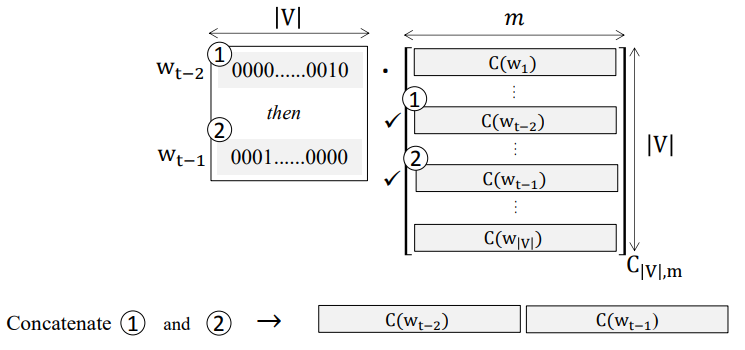 |V| m
① w_{t-2} 0000......0010 · C(w_1)
⋮
then ① ✓ C(w_{t-2})
⋮
② w_{t-1} 0001......0000 ② ✓ C(w_{t-1}) |V|
⋮
C(w_{|V|})
C_{|V|,m}
Concatenate ① and ② → C(w_{t-2}) C(w_{t-1})